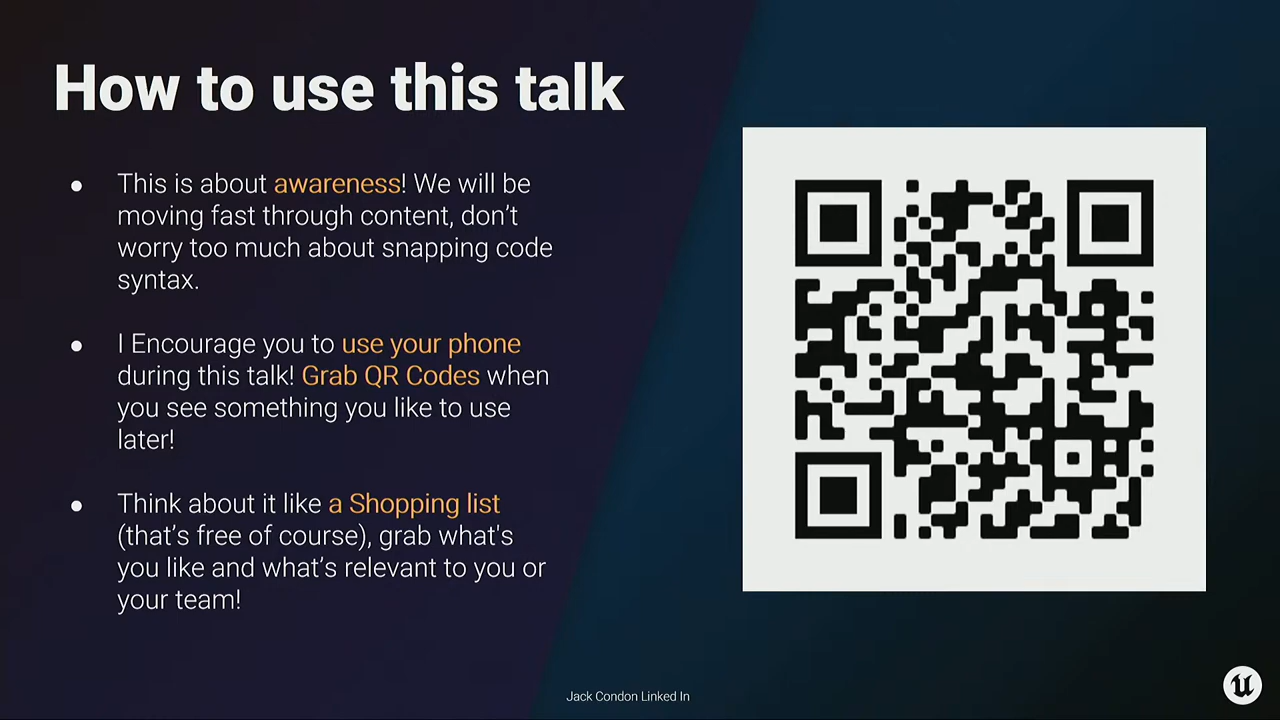 How to use this talk
● This is about awareness! We will be
moving fast through content, don’t
worry too much about snapping code
syntax.
● I Encourage you to use your phone
during this talk! Grab QR Codes when
you see something you like to use
later!
● Think about it like a Shopping list
(that’s free of course), grab what's
you like and what’s relevant to you or
your team!
Jack Condon Linked In